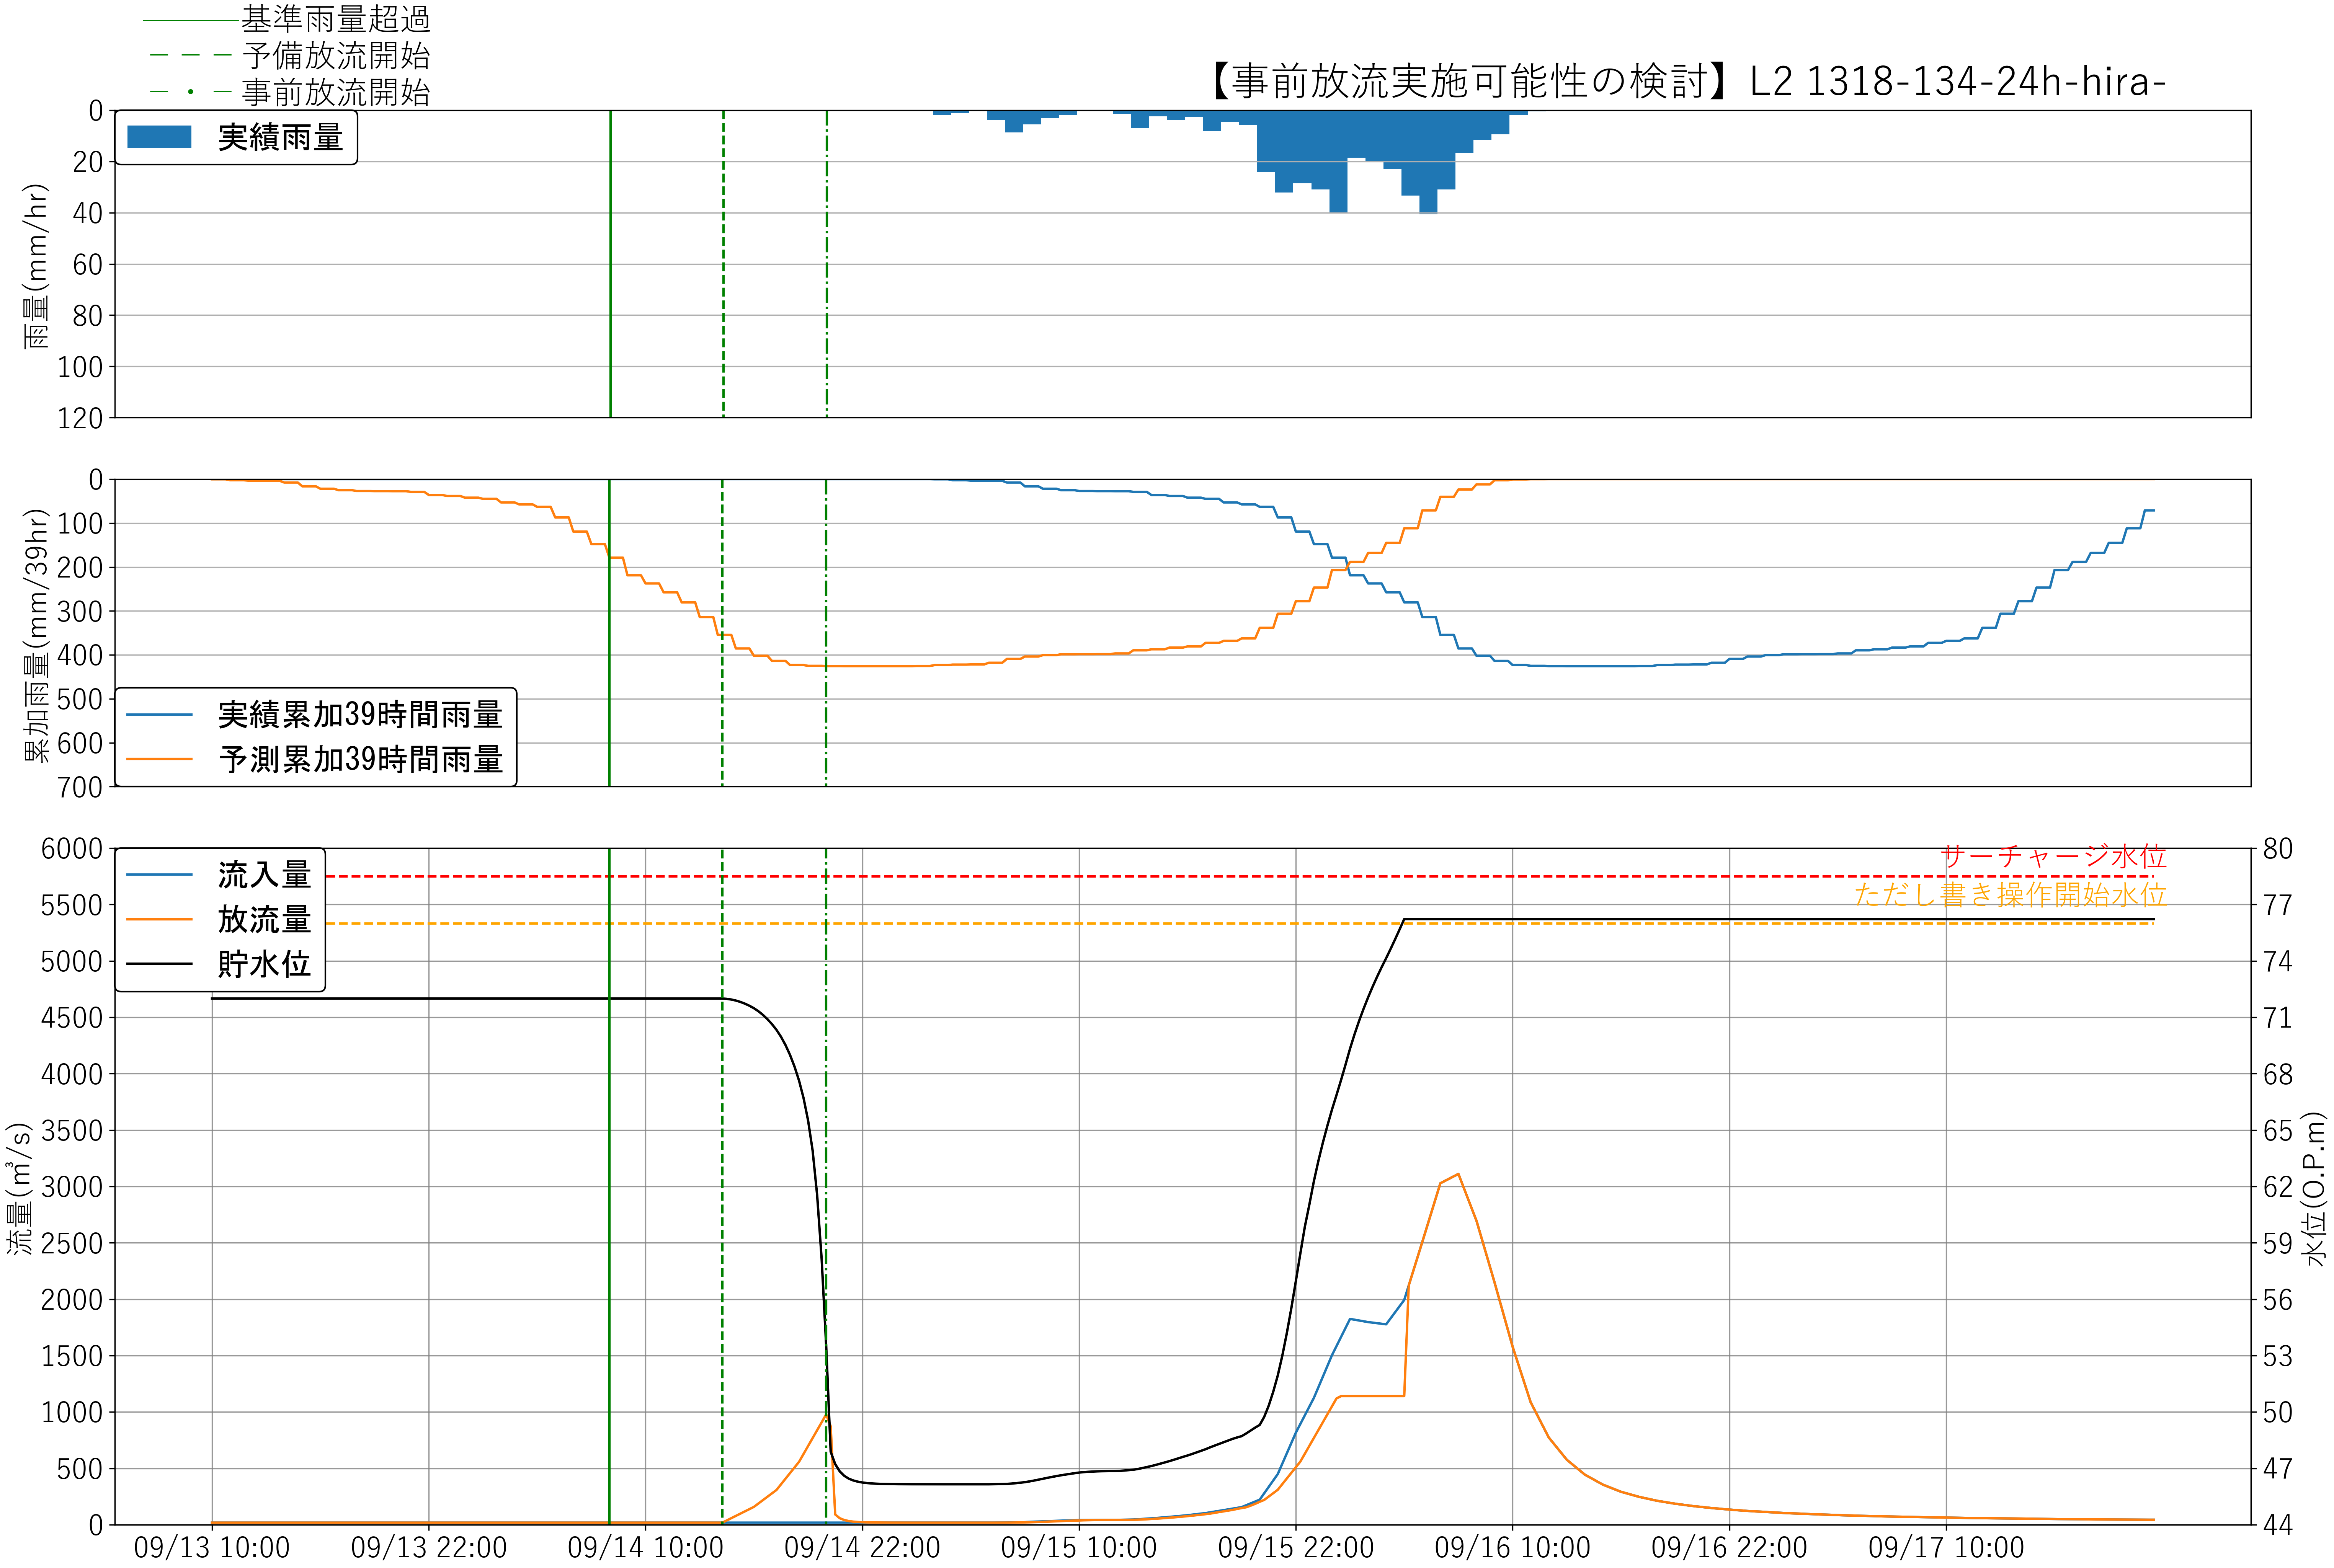 基準雨量超過
予備放流開始
事前放流開始
【事前放流実施可能性の検討】L2 1318-134-24h-hira-
実績雨量
雨量(mm/hr)
0
20
40
60
80
100
120
累加雨量(mm/39hr)
0
100
200
300
400
500
600
700
実績累加39時間雨量
予測累加39時間雨量
流量(㎥/s)
6000
5500
5000
4500
4000
3500
3000
2500
2000
1500
1000
500
0
流入量
放流量
貯水位
サーチャージ水位
ただし書き操作開始水位
80
77
74
71
68
65
62
59
56
53
50
47
44
水位(O.P.m)
09/13 10:00 09/13 22:00 09/14 10:00 09/14 22:00 09/15 10:00 09/15 22:00 09/16 10:00 09/16 22:00 09/17 10:00